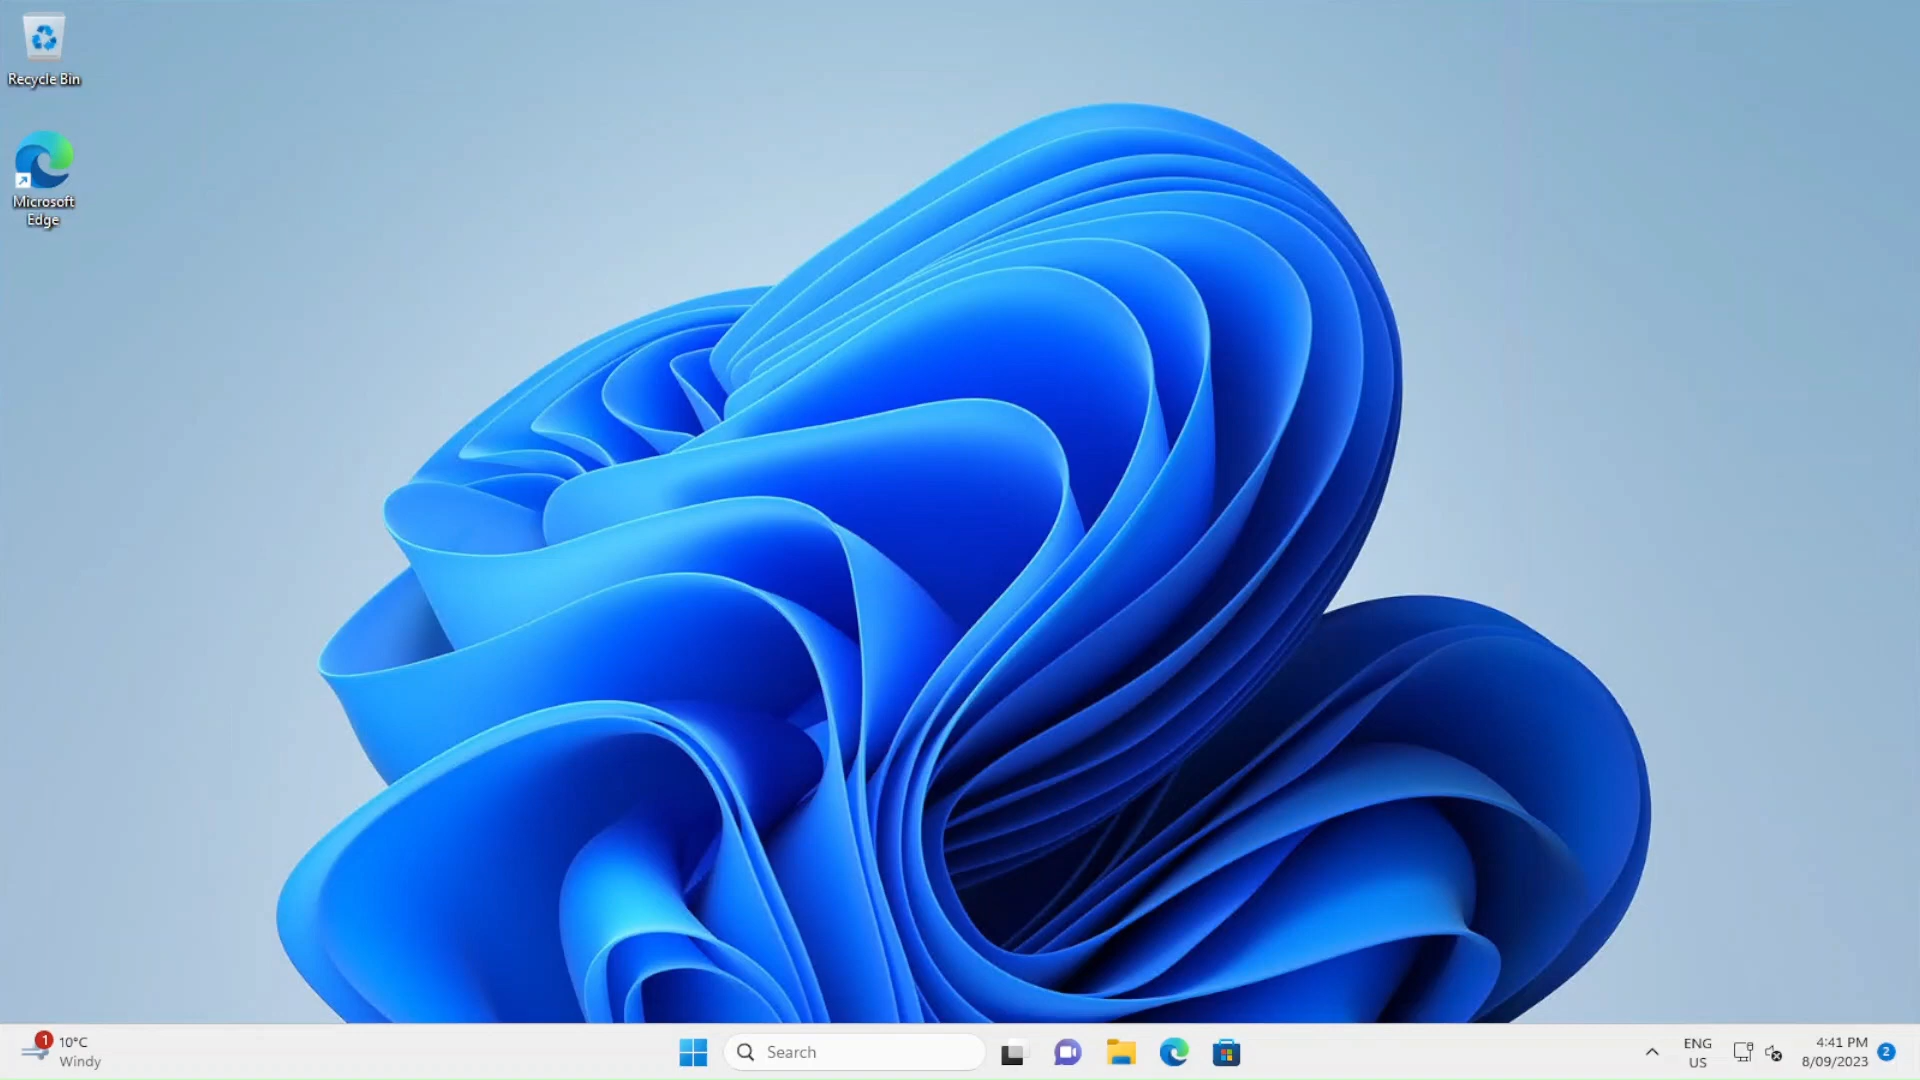 Recycle Bin
Microsoft
Edge
1
10°C
Windy
Search
ENG
US
4:41 PM
8/09/2023
2